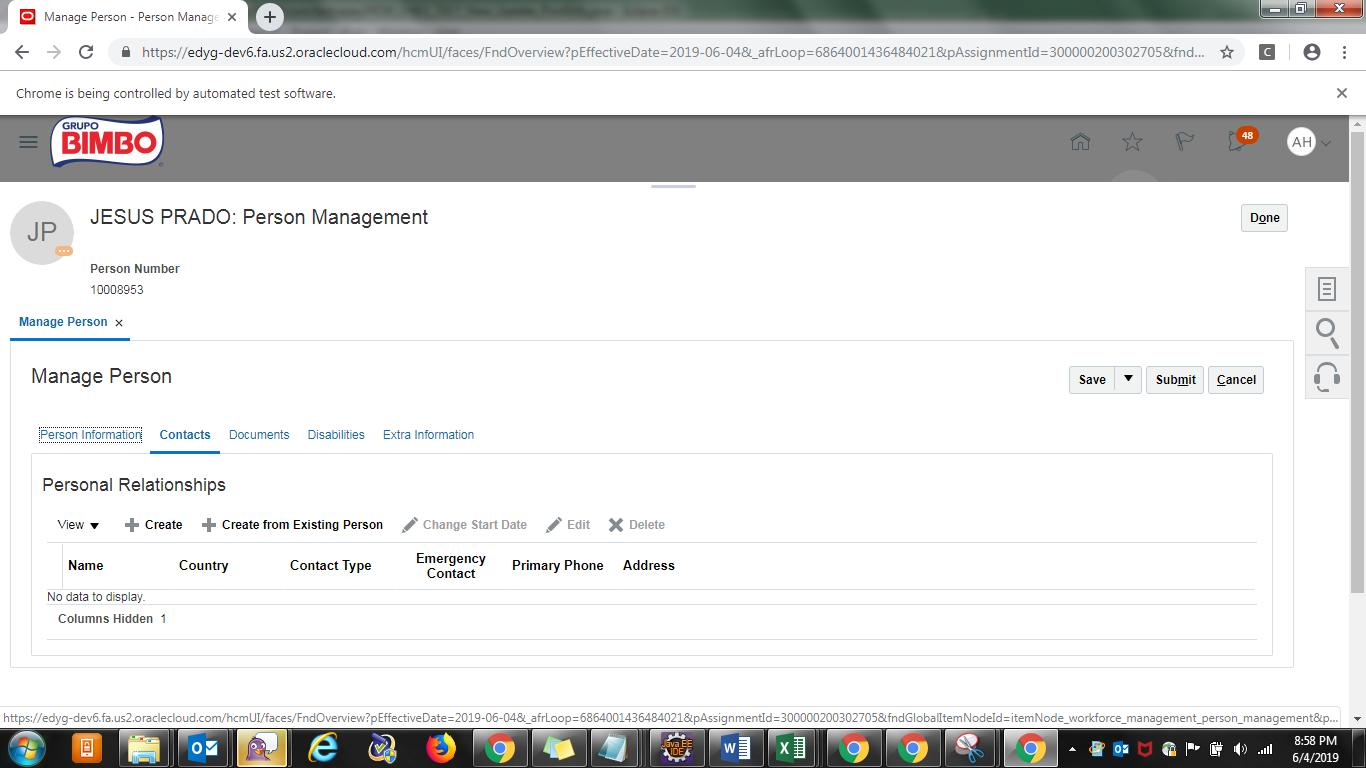 Manage Person - Person Manage
https://edyg-dev6.fa.us2.oraclecloud.com/hcmUI/faces/FndOverview?pEffectiveDate=2019-06-04&_afrLoop=6864001436484021&pAssignmentId=300000200302705&fnd...
C
Chrome is being controlled by automated test software.
GRUPO
BIMBO
48
AH
JP
JESUS PRADO: Person Management
Done
Person Number
10008953
Manage Person
Manage Person
Save Submit Cancel
Person Information Contacts Documents Disabilities Extra Information
Personal Relationships
View Create Create from Existing Person Change Start Date Edit Delete
Name Country Contact Type Emergency Contact Primary Phone Address
No data to display.
Columns Hidden 1
https://edyg-dev6.fa.us2.oraclecloud.com/hcmUI/faces/FndOverview?pEffectiveDate=2019-06-04&_afrLoop=6864001436484021&pAssignmentId=300000200302705&fndGlobalItemNodeId=itemNode_workforce_management_person_management&p...
Java EE
IDE
8:58 PM
6/4/2019